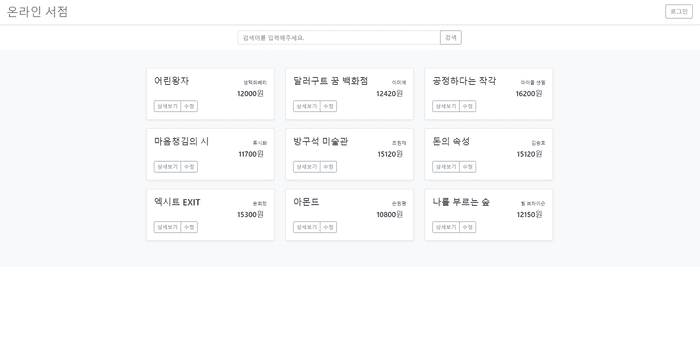 온라인 서점
로그인
검색어를 입력해주세요.
검색
어린왕자
생텍쥐페리
12000원
상세보기 수정
달러구트 꿈 백화점
이미예
12420원
상세보기 수정
공정하다는 착각
마이클 샌델
16200원
상세보기 수정
마음챙김의 시
류시화
11700원
상세보기 수정
방구석 미술관
조원재
15120원
상세보기 수정
돈의 속성
김승호
15120원
상세보기 수정
엑시트 EXIT
송희창
15300원
상세보기 수정
아몬드
손원평
10800원
상세보기 수정
나를 부르는 숲
빌 브라이슨
12150원
상세보기 수정